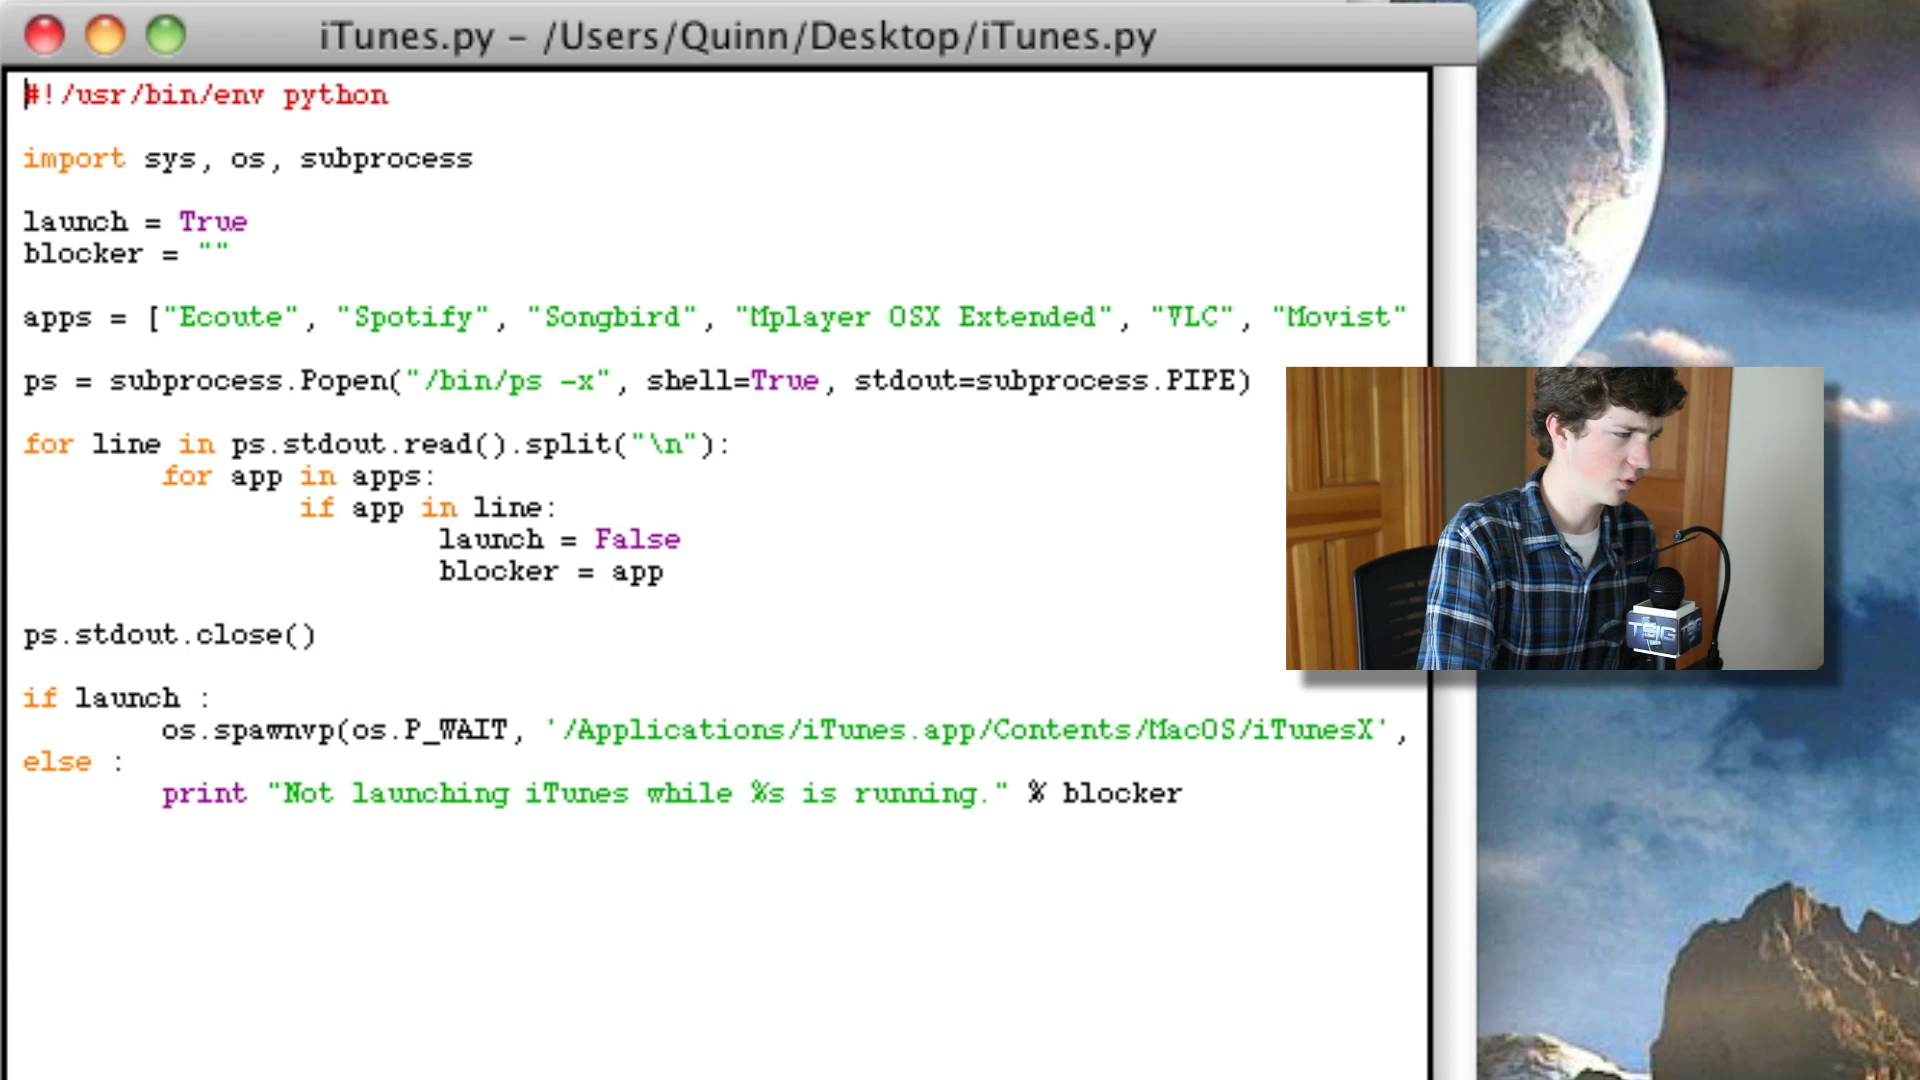 iTunes.py – /Users/Quinn/Desktop/iTunes.py
#!/usr/bin/env python
import sys, os, subprocess
launch = True
blocker = ""
apps = ["Ecoute", "Spotify", "Songbird", "Mplayer OSX Extended", "VLC", "Movist"
ps = subprocess.Popen("/bin/ps -x", shell=True, stdout=subprocess.PIPE)
for line in ps.stdout.read().split("\n"):
for app in apps:
if app in line:
launch = False
blocker = app
ps.stdout.close()
if launch :
os.spawnvp(os.P_WAIT, '/Applications/iTunes.app/Contents/MacOS/iTunesX',
else :
print "Not launching iTunes while %s is running." % blocker
TSIG